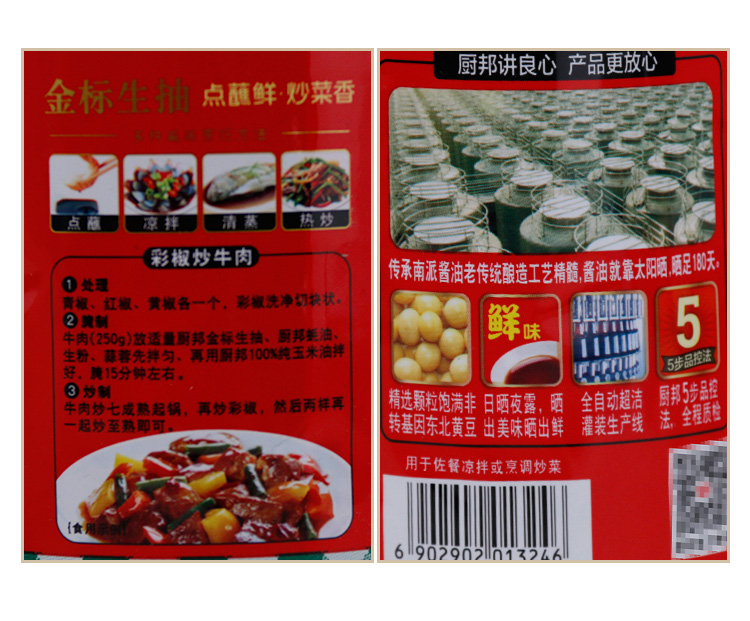 金标生抽 点蘸鲜·炒菜香
点蘸 凉拌 清蒸 热炒
彩椒炒牛肉
1 处理
青椒、红椒、黄椒各一个，彩椒洗净切块状。
2 腌制
牛肉(250g)放适量厨邦金标生抽、厨邦蚝油、
生粉、蒜蓉先拌匀、再用厨邦100%纯玉米油拌
好，腌15分钟左右。
3 炒制
牛肉炒七成熟起锅，再炒彩椒，然后两样再
一起炒至熟即可。
厨邦讲良心 产品更放心
传承南派酱油老传统酿造工艺精髓,酱油就靠太阳晒,晒足180天。
鲜味
5
5步品控法
精选颗粒饱满非
转基因东北黄豆
日晒夜露，晒
出美味晒出鲜
全自动超洁
灌装生产线
厨邦5步品控
法，全程质检
用于佐餐凉拌或烹调炒菜
6 902902 013246